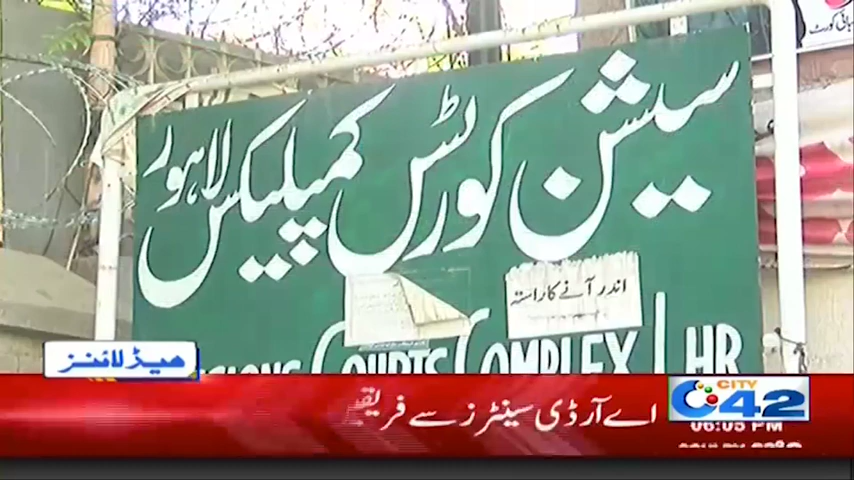 سیشن کورٹس کمپلیکس لاہور
اندر آنے کا راستہ
COURTS COMPLEX LHR
ہیڈ لائنز
اے آر ڈی سینٹرز سے
CITY
42
06:05 PM